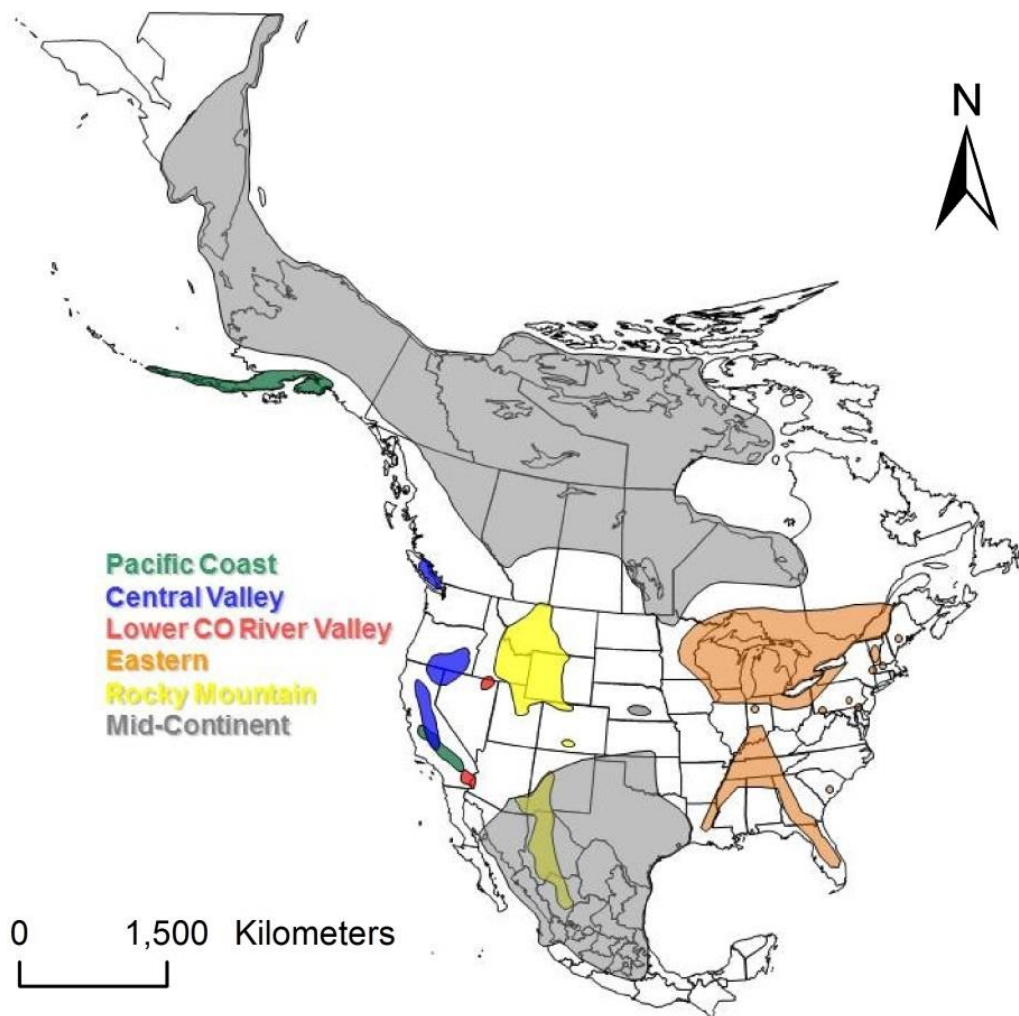 N
Pacific Coast
Central Valley
Lower CO River Valley
Eastern
Rocky Mountain
Mid-Continent
0 1,500 Kilometers